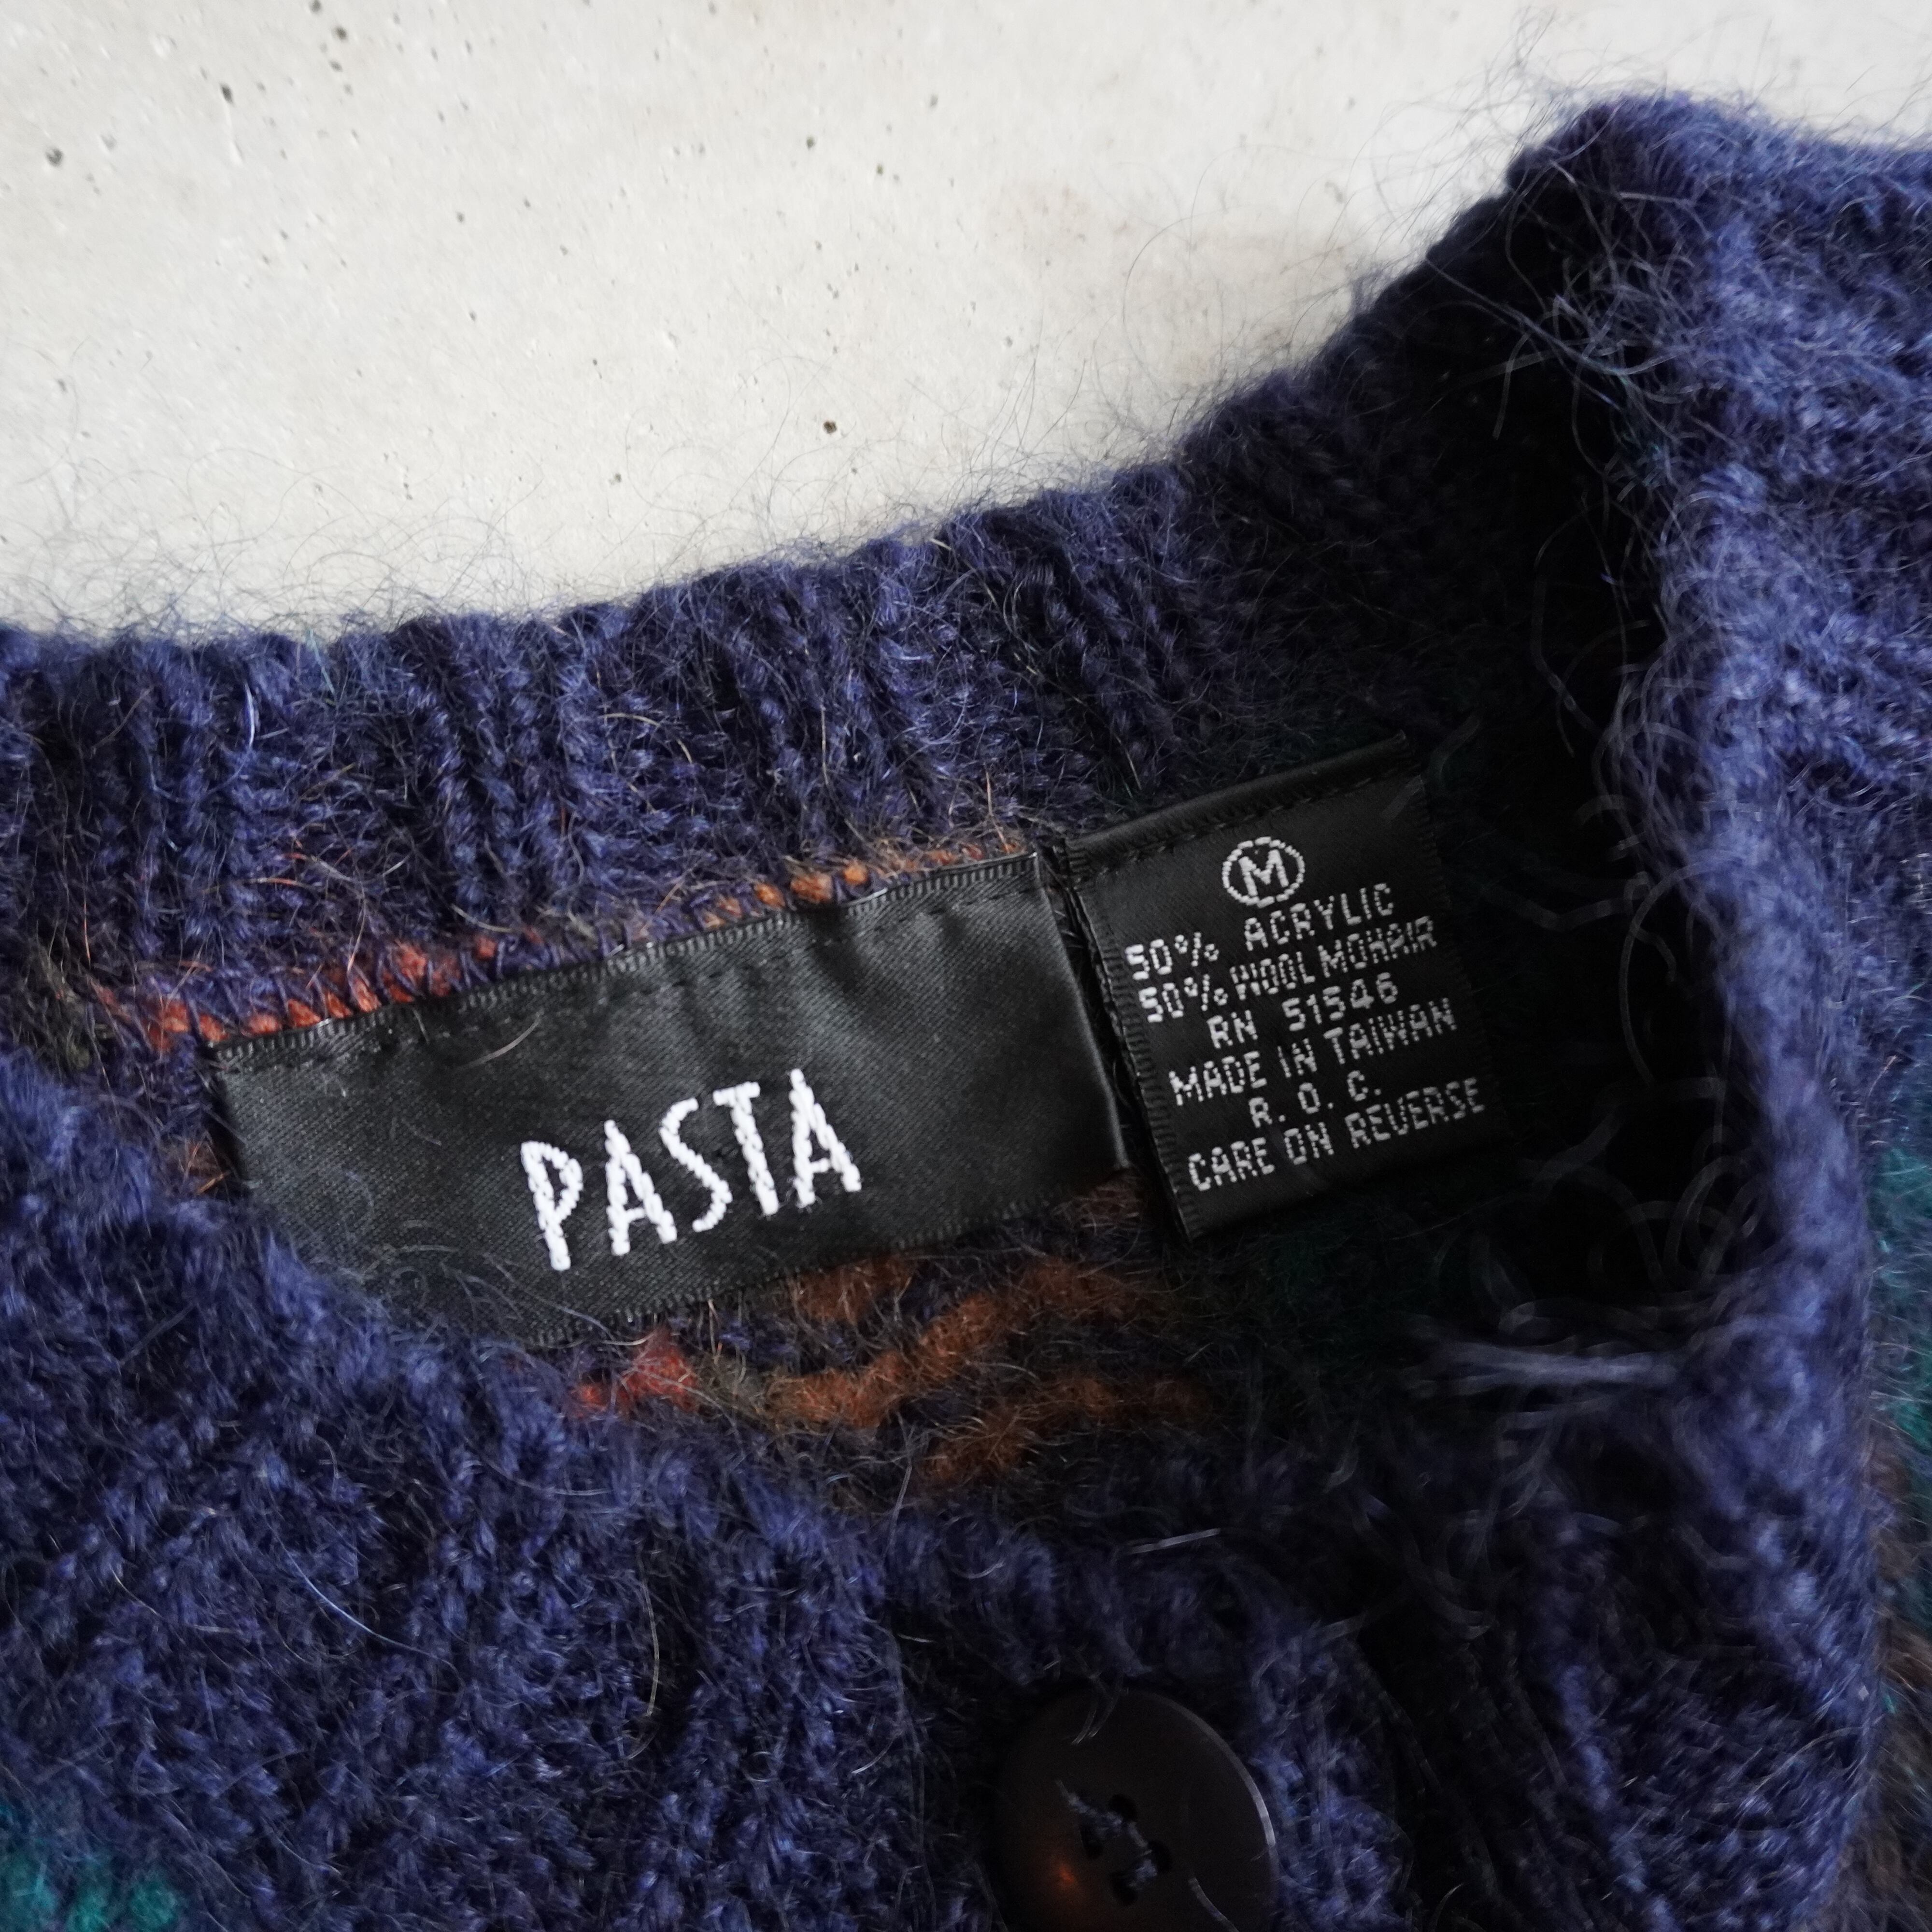 PASTA
M
50% ACRYLIC
50% WOOL MOHAIR
RN 51546
MADE IN TAIWAN
R. O. C.
CARE ON REVERSE